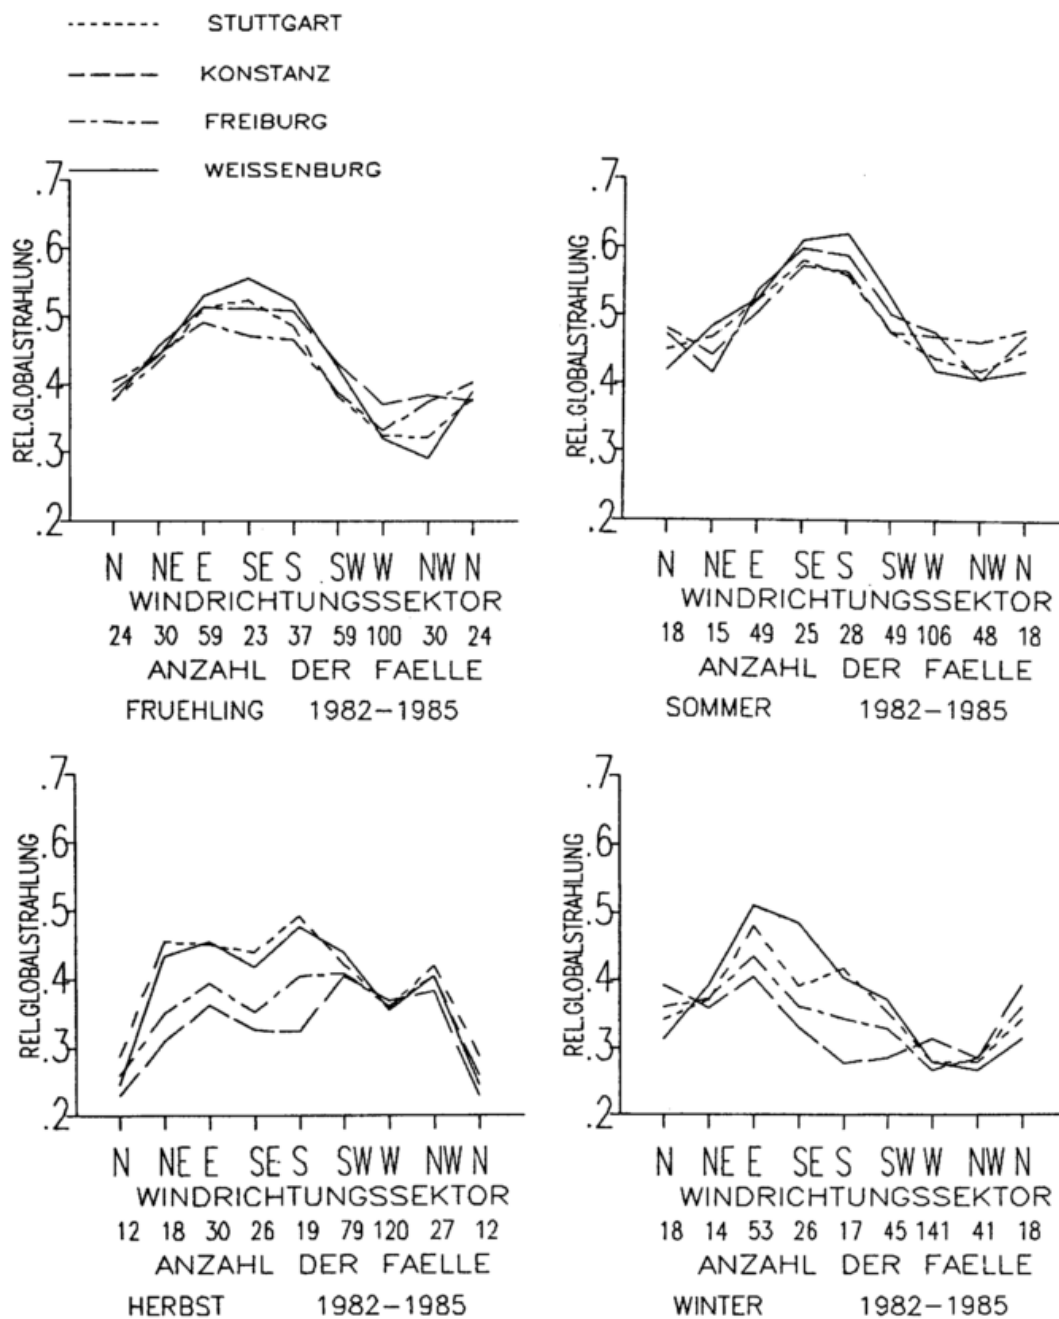 STUTTGART
KONSTANZ
FREIBURG
WEISSENBURG
REL.GLOBALSTRAHLUNG
.7
.6
.5
.4
.3
.2
N NE E SE S SW W NW N
WINDRICHTUNGSSEKTOR
24 30 59 23 37 59 100 30 24
ANZAHL DER FAELLE
FRUEHLING 1982-1985
REL.GLOBALSTRAHLUNG
.7
.6
.5
.4
.3
.2
N NE E SE S SW W NW N
WINDRICHTUNGSSEKTOR
18 15 49 25 28 49 106 48 18
ANZAHL DER FAELLE
SOMMER 1982-1985
REL.GLOBALSTRAHLUNG
.7
.6
.5
.4
.3
.2
N NE E SE S SW W NW N
WINDRICHTUNGSSEKTOR
12 18 30 26 19 79 120 27 12
ANZAHL DER FAELLE
HERBST 1982-1985
REL.GLOBALSTRAHLUNG
.7
.6
.5
.4
.3
.2
N NE E SE S SW W NW N
WINDRICHTUNGSSEKTOR
18 14 53 26 17 45 141 41 18
ANZAHL DER FAELLE
WINTER 1982-1985